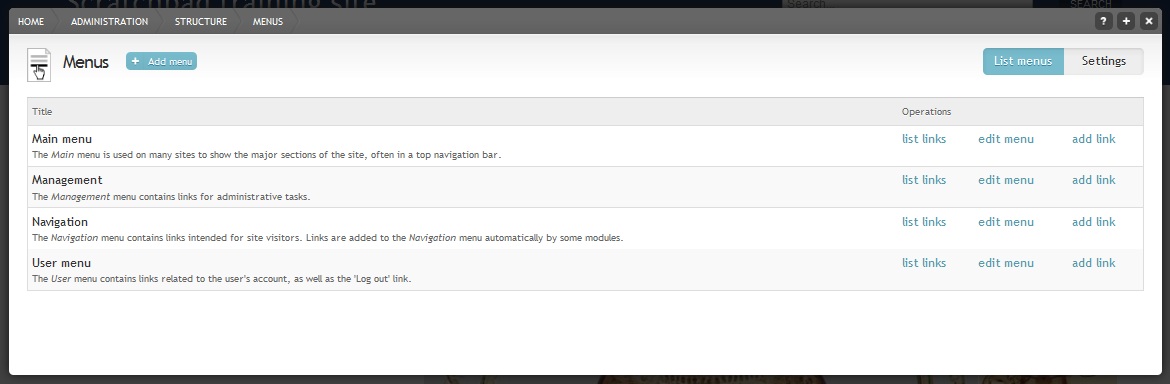 Scratchpad Training site
Search
SEARCH
HOME ADMINISTRATION STRUCTURE MENUS ? + ×
Menus + Add menu List menus Settings
Title Operations
Main menu list links edit menu add link
The Main menu is used on many sites to show the major sections of the site, often in a top navigation bar.
Management list links edit menu add link
The Management menu contains links for administrative tasks.
Navigation list links edit menu add link
The Navigation menu contains links intended for site visitors. Links are added to the Navigation menu automatically by some modules.
User menu list links edit menu add link
The User menu contains links related to the user's account, as well as the 'Log out' link.